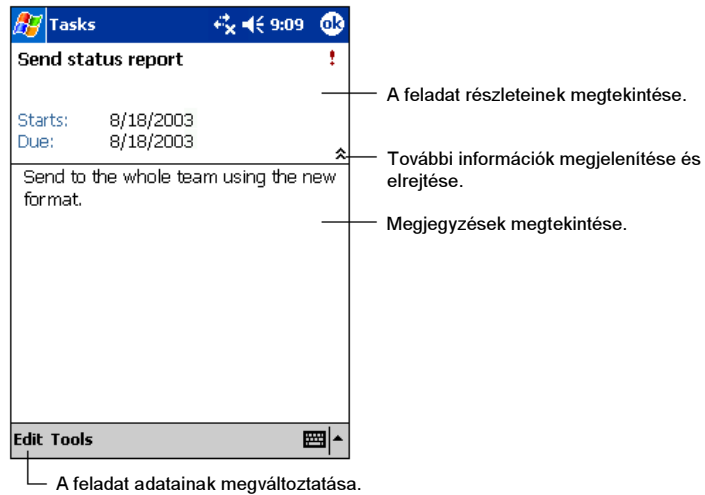 Tasks 9:09 ok
Send status report !
A feladat részleteinek megtekintése.
Starts: 8/18/2003
Due: 8/18/2003
További információk megjelenítése és
elrejtése.
Send to the whole team using the new
format.
Megjegyzések megtekintése.
Edit Tools
A feladat adatainak megváltoztatása.